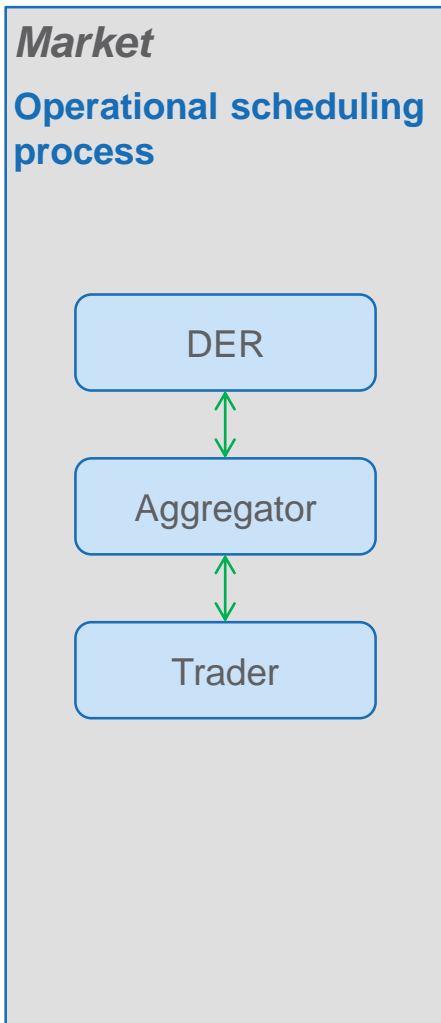 Market
Operational scheduling
process
DER
Aggregator
Trader